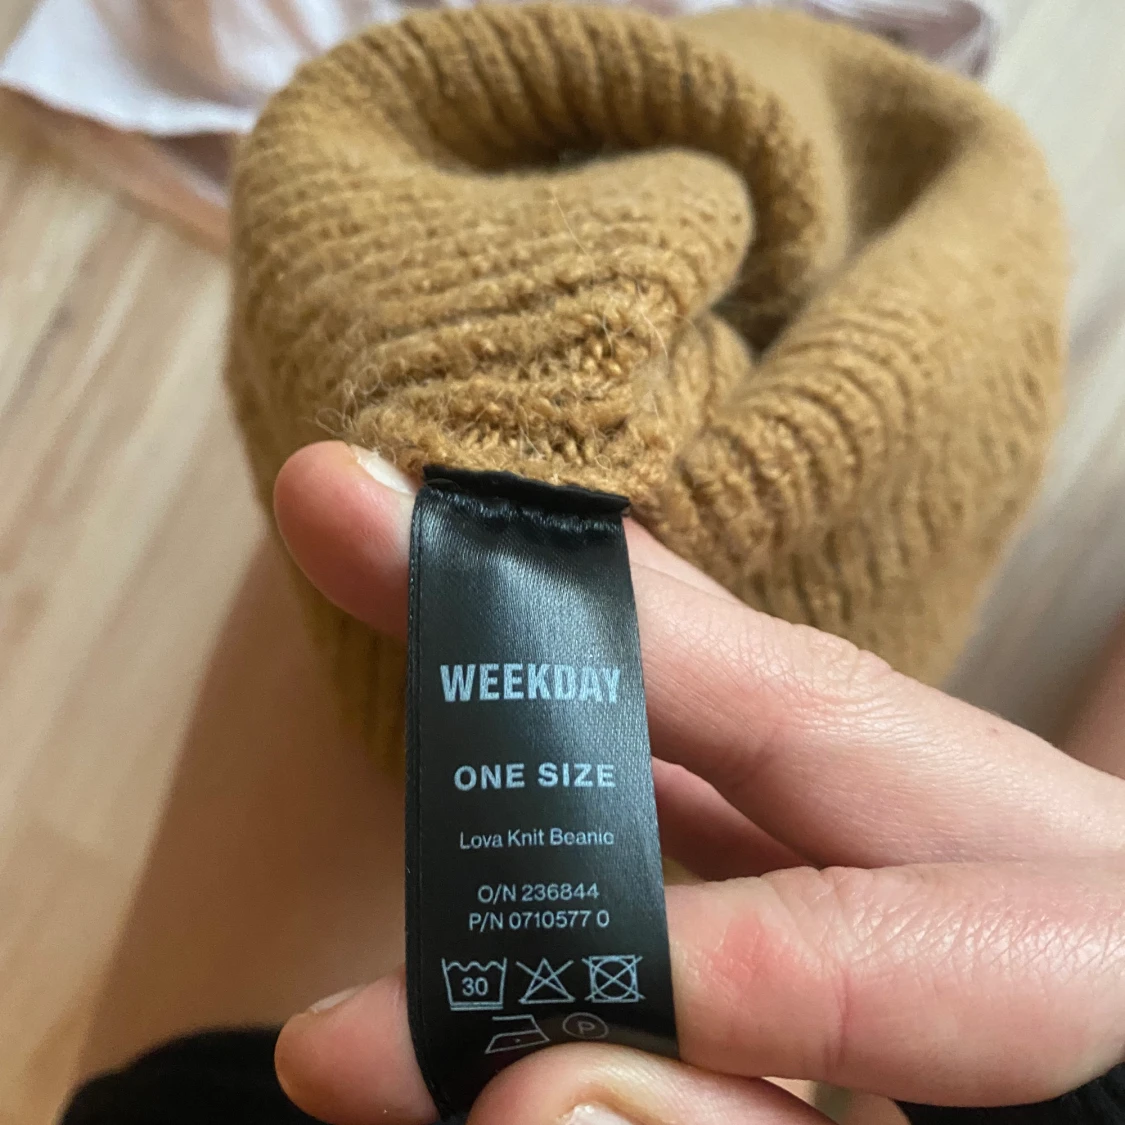 WEEKDAY
ONE SIZE
Lova Knit Beanie
O/N 236844
P/N 0710577 0
30
P